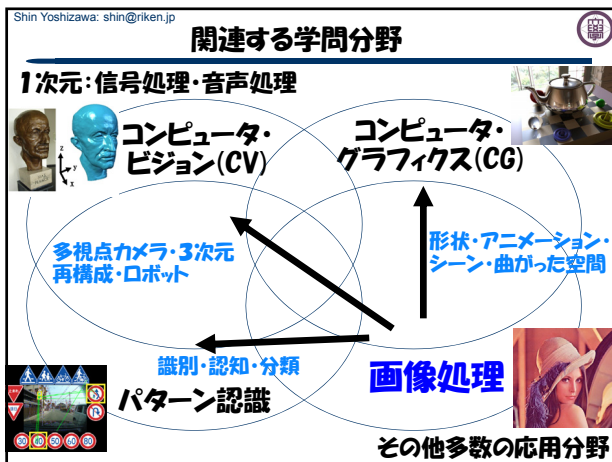 Shin Yoshizawa: shin@riken.jp
関連する学問分野
1次元:信号処理・音声処理
コンピュータ・
ビジョン(CV)
コンピュータ・
グラフィクス(CG)
z
y
x
多視点カメラ・3次元
再構成・ロボット
形状・アニメーション・
シーン・曲がった空間
識別・認知・分類
パターン認識
画像処理
30 40 50 60 80
その他多数の応用分野